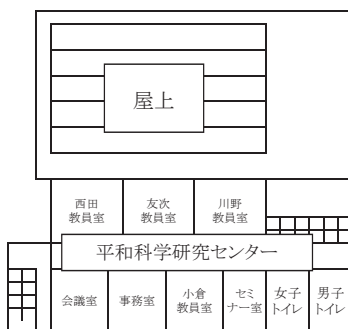 屋上
西田
教員室
友次
教員室
川野
教員室
平和科学研究センター
会議室
事務室
小倉
教員室
セミ
ナー室
女子
トイレ
男子
トイレ